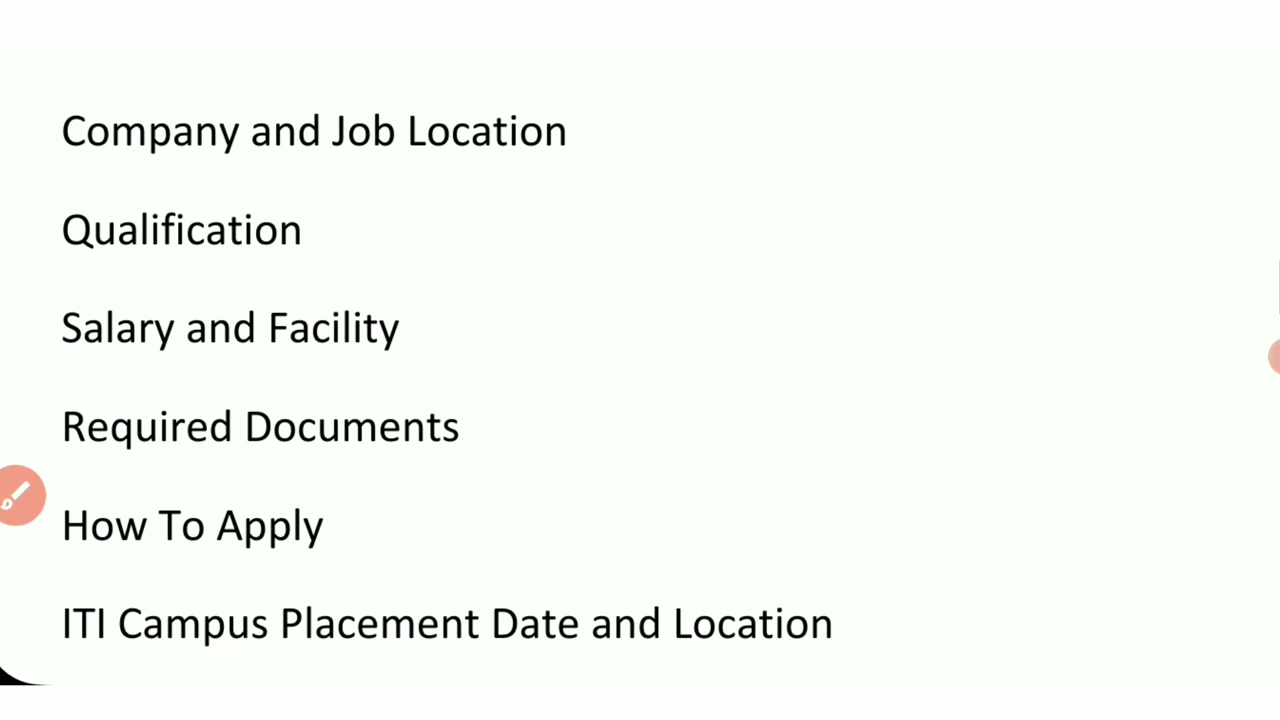 Company and Job Location
Qualification
Salary and Facility
Required Documents
How To Apply
ITI Campus Placement Date and Location